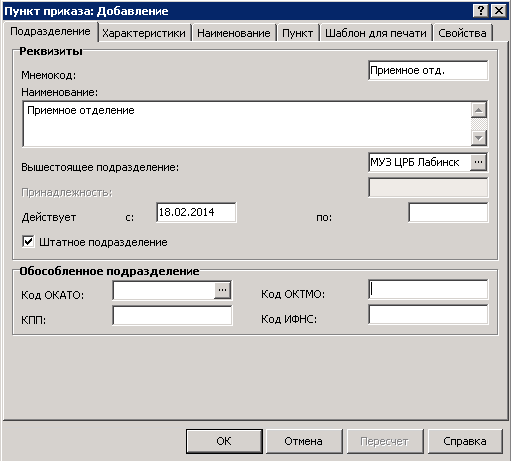 Пункт приказа: Добавление
Подразделение Характеристики Наименование Пункт Шаблон для печати Свойства
Реквизиты
Мнемокод: Приемное отд.
Наименование:
Приемное отделение
Вышестоящее подразделение: МУЗ ЦРБ Лабинск ...
Принадлежность:
Действует с: 18.02.2014 по:
Штатное подразделение
Обособленное подразделение
Код ОКАТО: ... Код ОКТМО:
КПП: Код ИФНС:
ОК Отмена Пересчет Справка